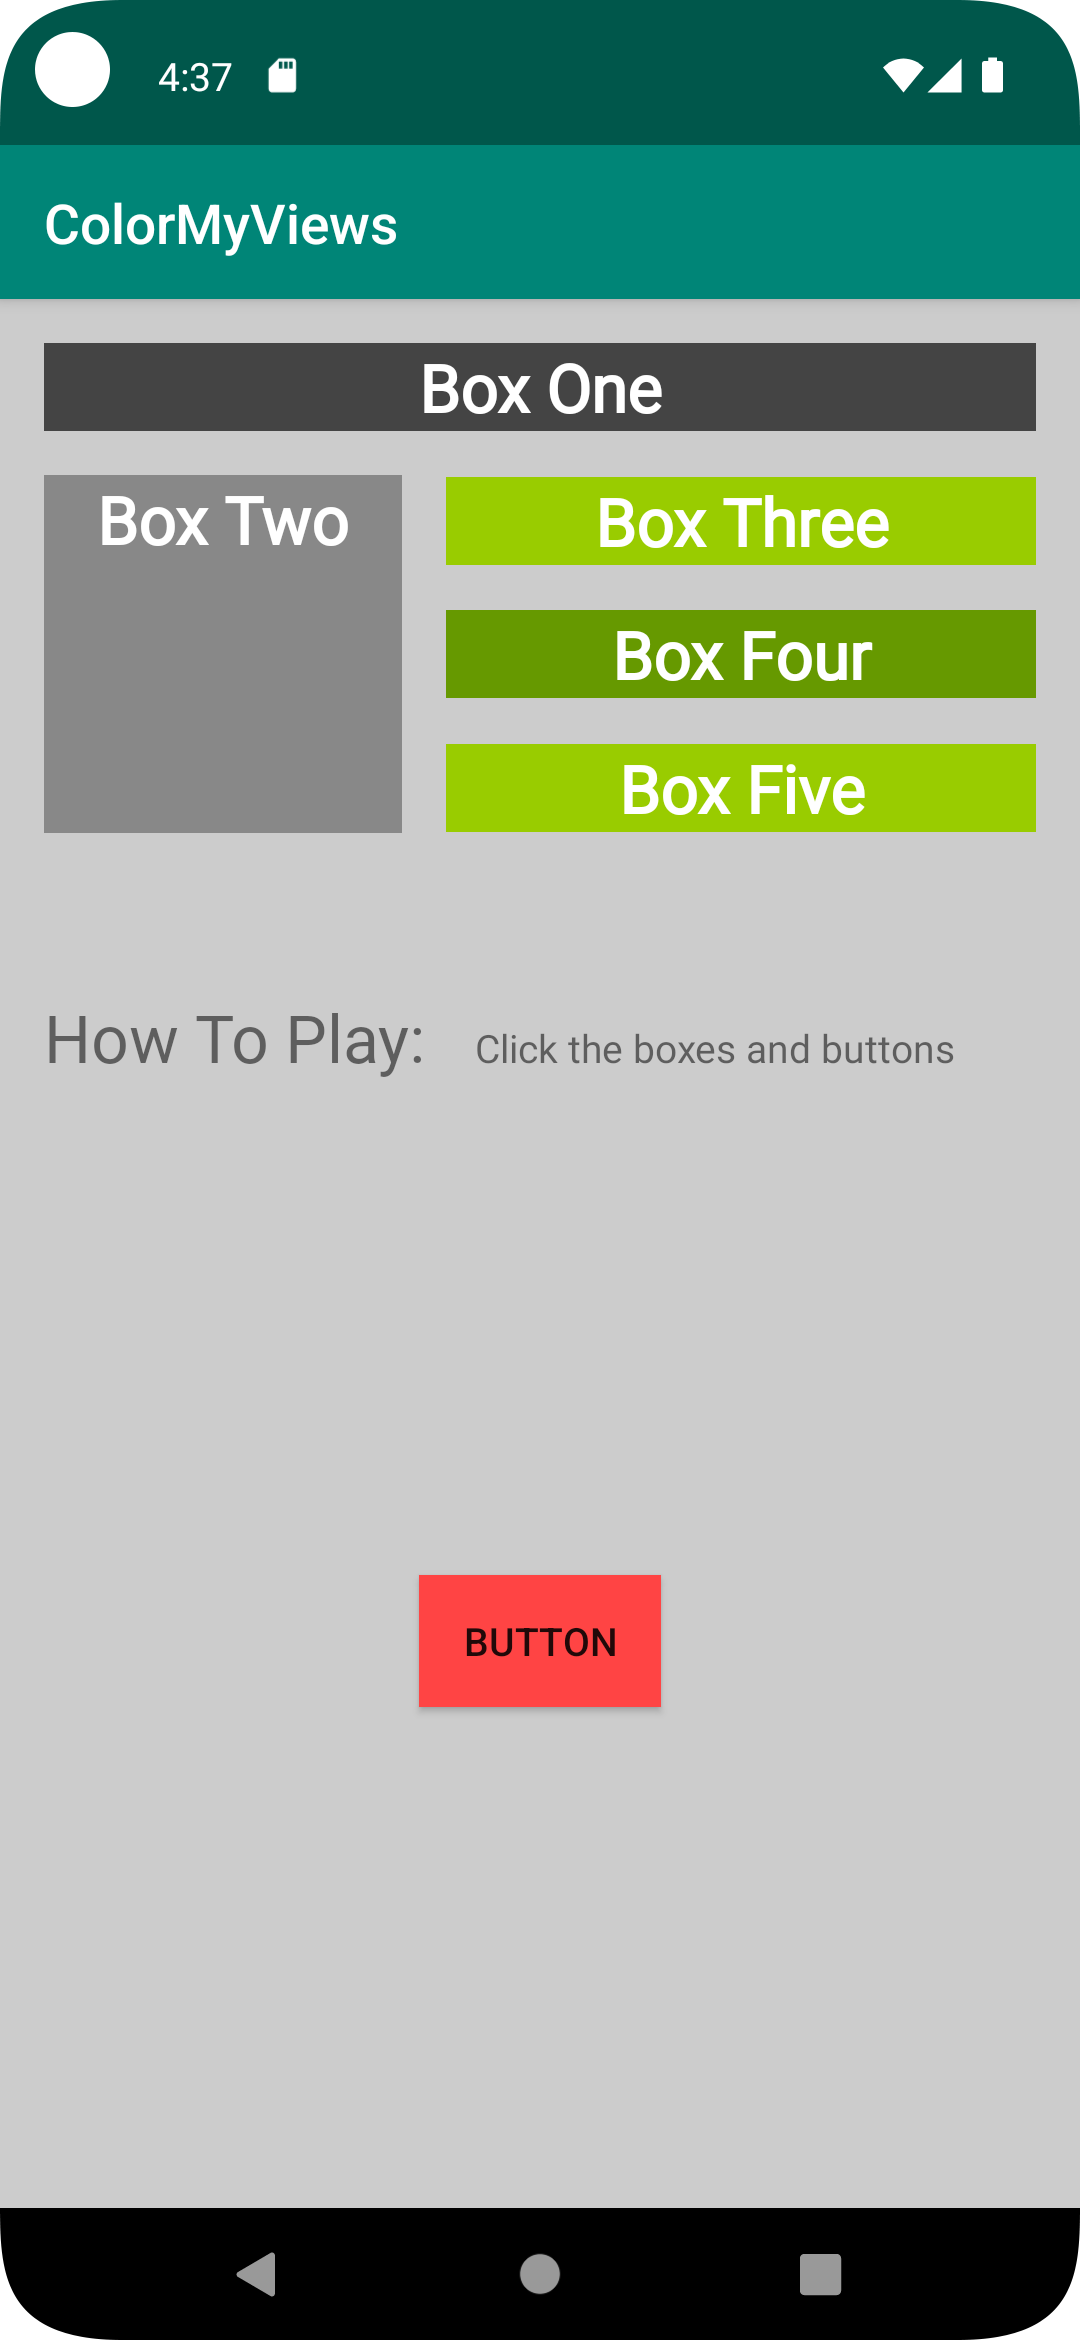 4:37
ColorMyViews
Box One
Box Two
Box Three
Box Four
Box Five
How To Play: Click the boxes and buttons
BUTTON